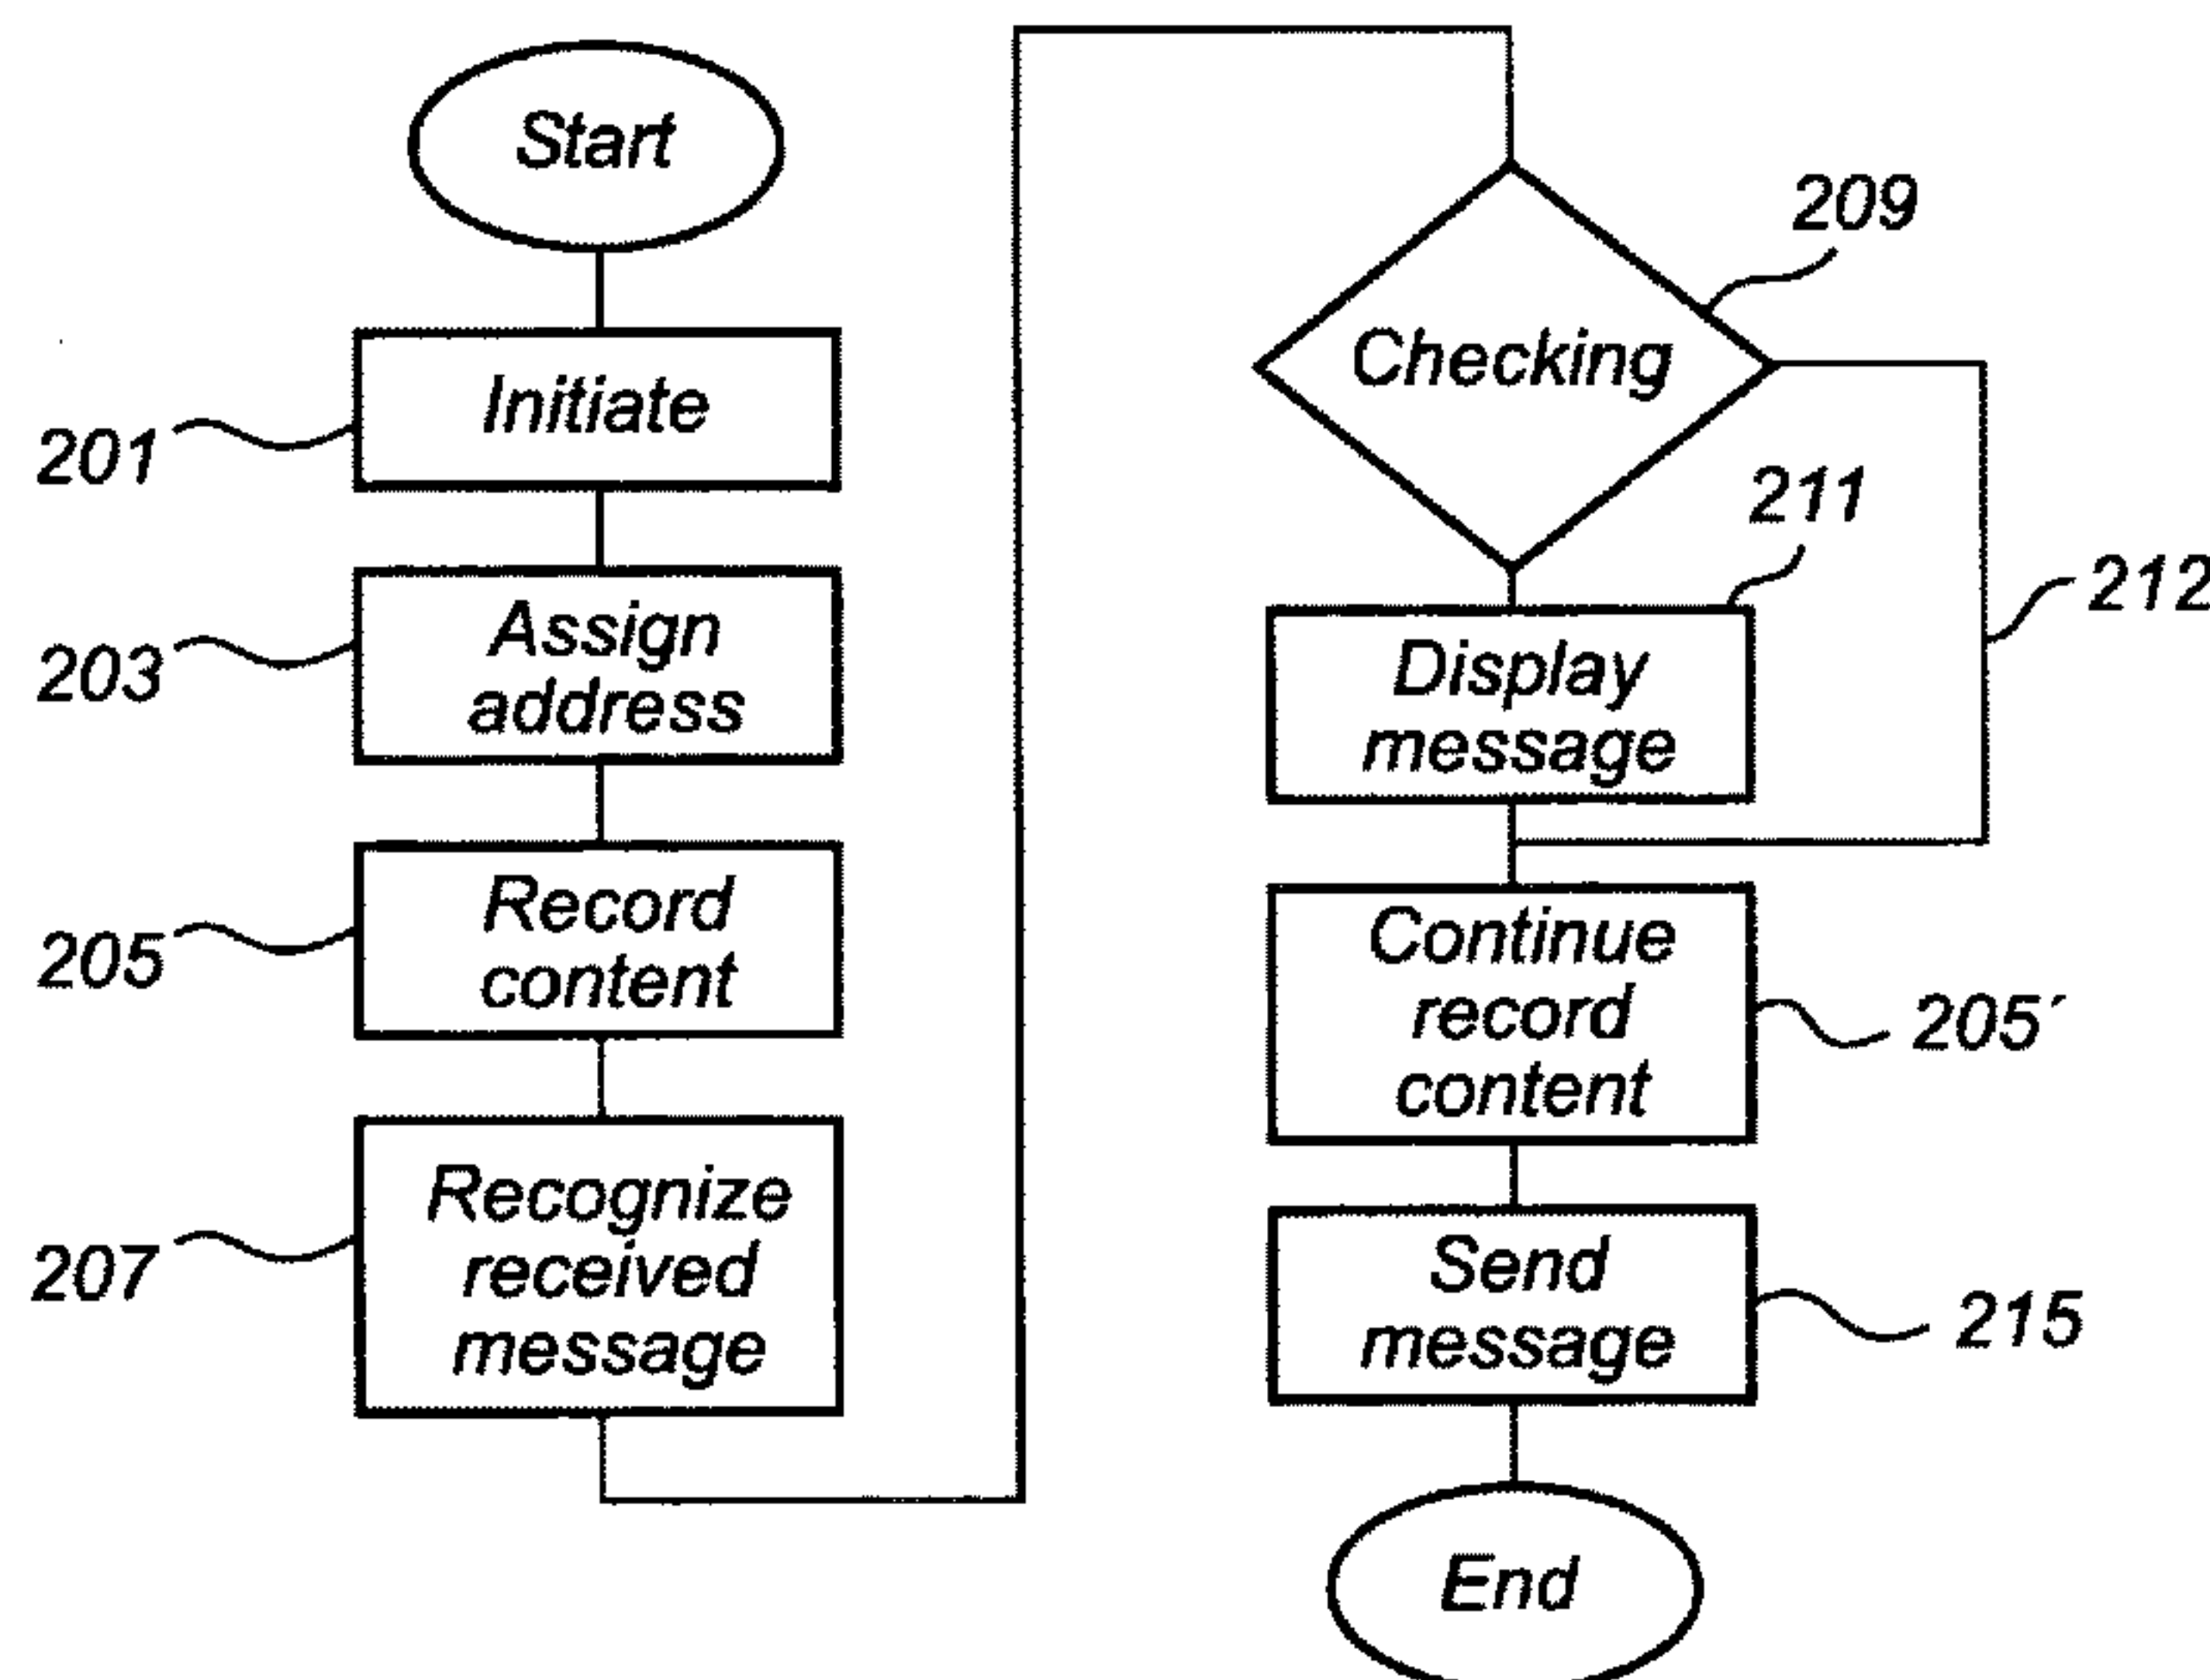 Start
Initiate
201
Assign
address
203
Record
content
205
Recognize
received
message
207
Checking
209
Display
message
211
212
Continue
record
content
205´
Send
message
215
End